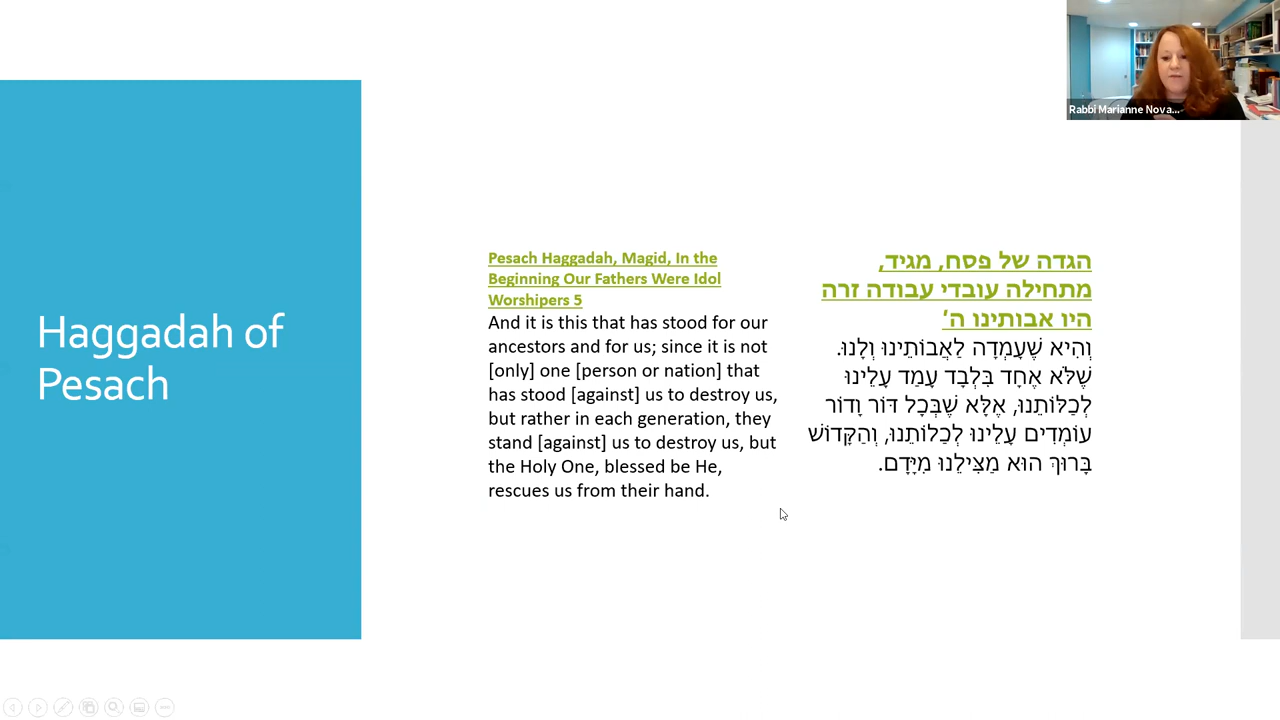 Rabbi Marianne Nova...
Haggadah of
Pesach
Pesach Haggadah, Magid, In the
Beginning Our Fathers Were Idol
Worshipers 5
And it is this that has stood for our
ancestors and for us; since it is not
[only] one [person or nation] that
has stood [against] us to destroy us,
but rather in each generation, they
stand [against] us to destroy us, but
the Holy One, blessed be He,
rescues us from their hand.
הגדה של פסח, מגיד,
מתחילה עובדי עבודה זרה
היו אבותינו ה׳
וְהִיא שֶׁעָמְדָה לַאֲבוֹתֵינוּ וְלָנוּ.
שֶׁלֹּא אֶחָד בִּלְבָד עָמַד עָלֵינוּ
לְכַלּוֹתֵנוּ, אֶלָּא שֶׁבְּכָל דּוֹר וָדוֹר
עוֹמְדִים עָלֵינוּ לְכַלוֹתֵנוּ, וְהַקָּדוֹשׁ
בָּרוּךְ הוּא מַצִּילֵנוּ מִיָּדָם.